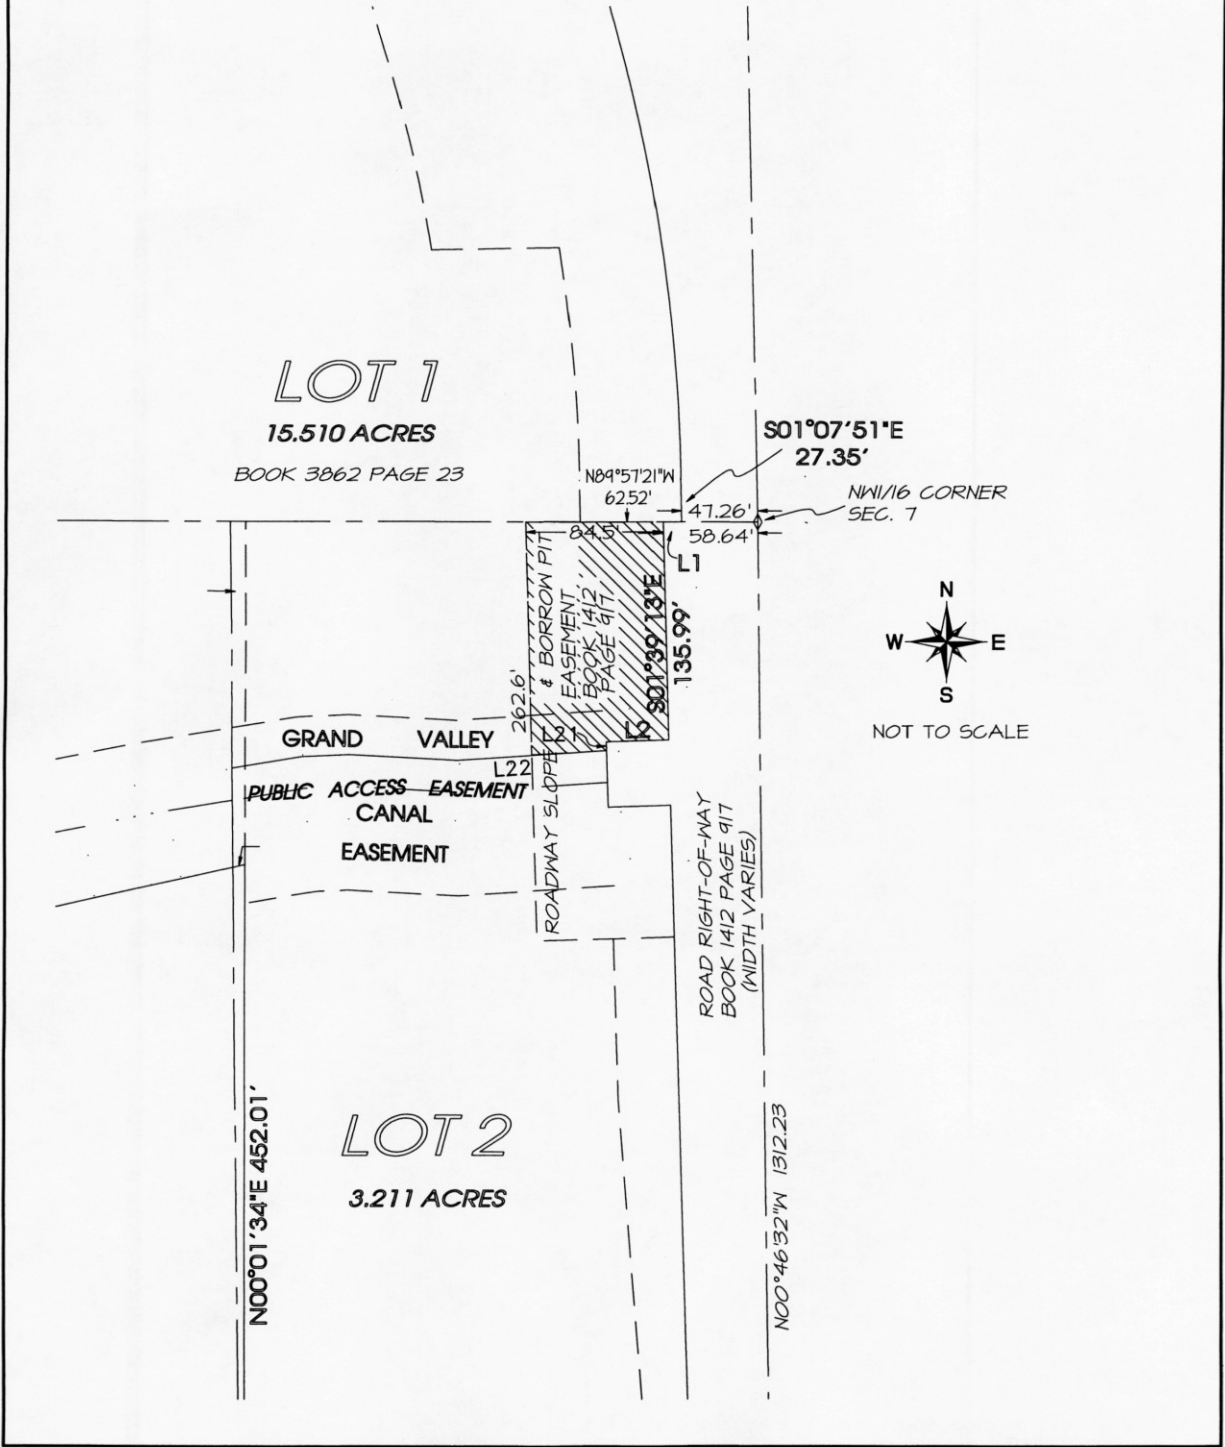 LOT 1
15.510 ACRES
BOOK 3862 PAGE 23
S01°07'51"E
27.35'
N89°57'21"W
62.52'
NW1/16 CORNER
SEC. 7
47.26'
84.5'
58.64'
L1
& BORROW PIT
EASEMENT
BOOK 1412
PAGE 917
S01°39'13"E
135.99'
N
W E
S
NOT TO SCALE
262.6'
GRAND VALLEY
L21
L2
L22
PUBLIC ACCESS EASEMENT
CANAL
EASEMENT
ROADWAY SLOPE
ROAD RIGHT-OF-WAY
BOOK 1412 PAGE 917
(WIDTH VARIES)
LOT 2
3.211 ACRES
N00°01'34"E 452.01'
N00°46'32"W 1312.23